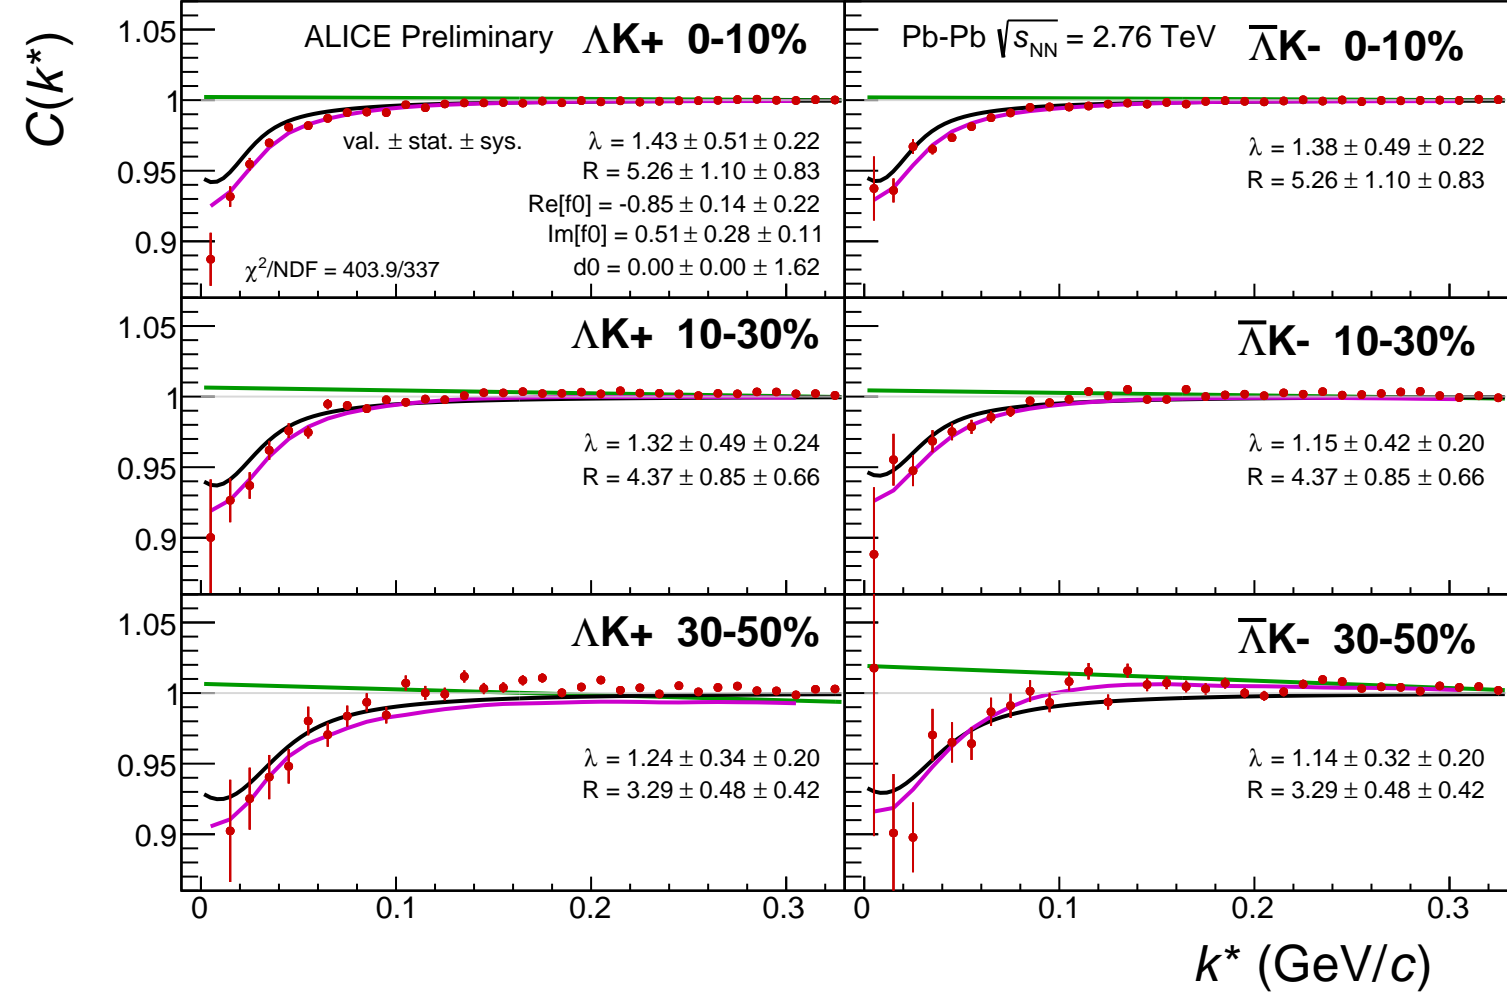 C(k*)
ALICE Preliminary ΛK+ 0-10%
val. ± stat. ± sys.
λ = 1.43 ± 0.51 ± 0.22
R = 5.26 ± 1.10 ± 0.83
Re[f0] = -0.85 ± 0.14 ± 0.22
Im[f0] = 0.51 ± 0.28 ± 0.11
d0 = 0.00 ± 0.00 ± 1.62
χ²/NDF = 403.9/337
1.05
1
0.95
0.9
Pb-Pb √s_NN = 2.76 TeV Λ̅K- 0-10%
λ = 1.38 ± 0.49 ± 0.22
R = 5.26 ± 1.10 ± 0.83
ΛK+ 10-30%
λ = 1.32 ± 0.49 ± 0.24
R = 4.37 ± 0.85 ± 0.66
1.05
1
0.95
0.9
Λ̅K- 10-30%
λ = 1.15 ± 0.42 ± 0.20
R = 4.37 ± 0.85 ± 0.66
ΛK+ 30-50%
λ = 1.24 ± 0.34 ± 0.20
R = 3.29 ± 0.48 ± 0.42
1.05
1
0.95
0.9
Λ̅K- 30-50%
λ = 1.14 ± 0.32 ± 0.20
R = 3.29 ± 0.48 ± 0.42
0 0.1 0.2 0.3 0 0.1 0.2 0.3
k* (GeV/c)